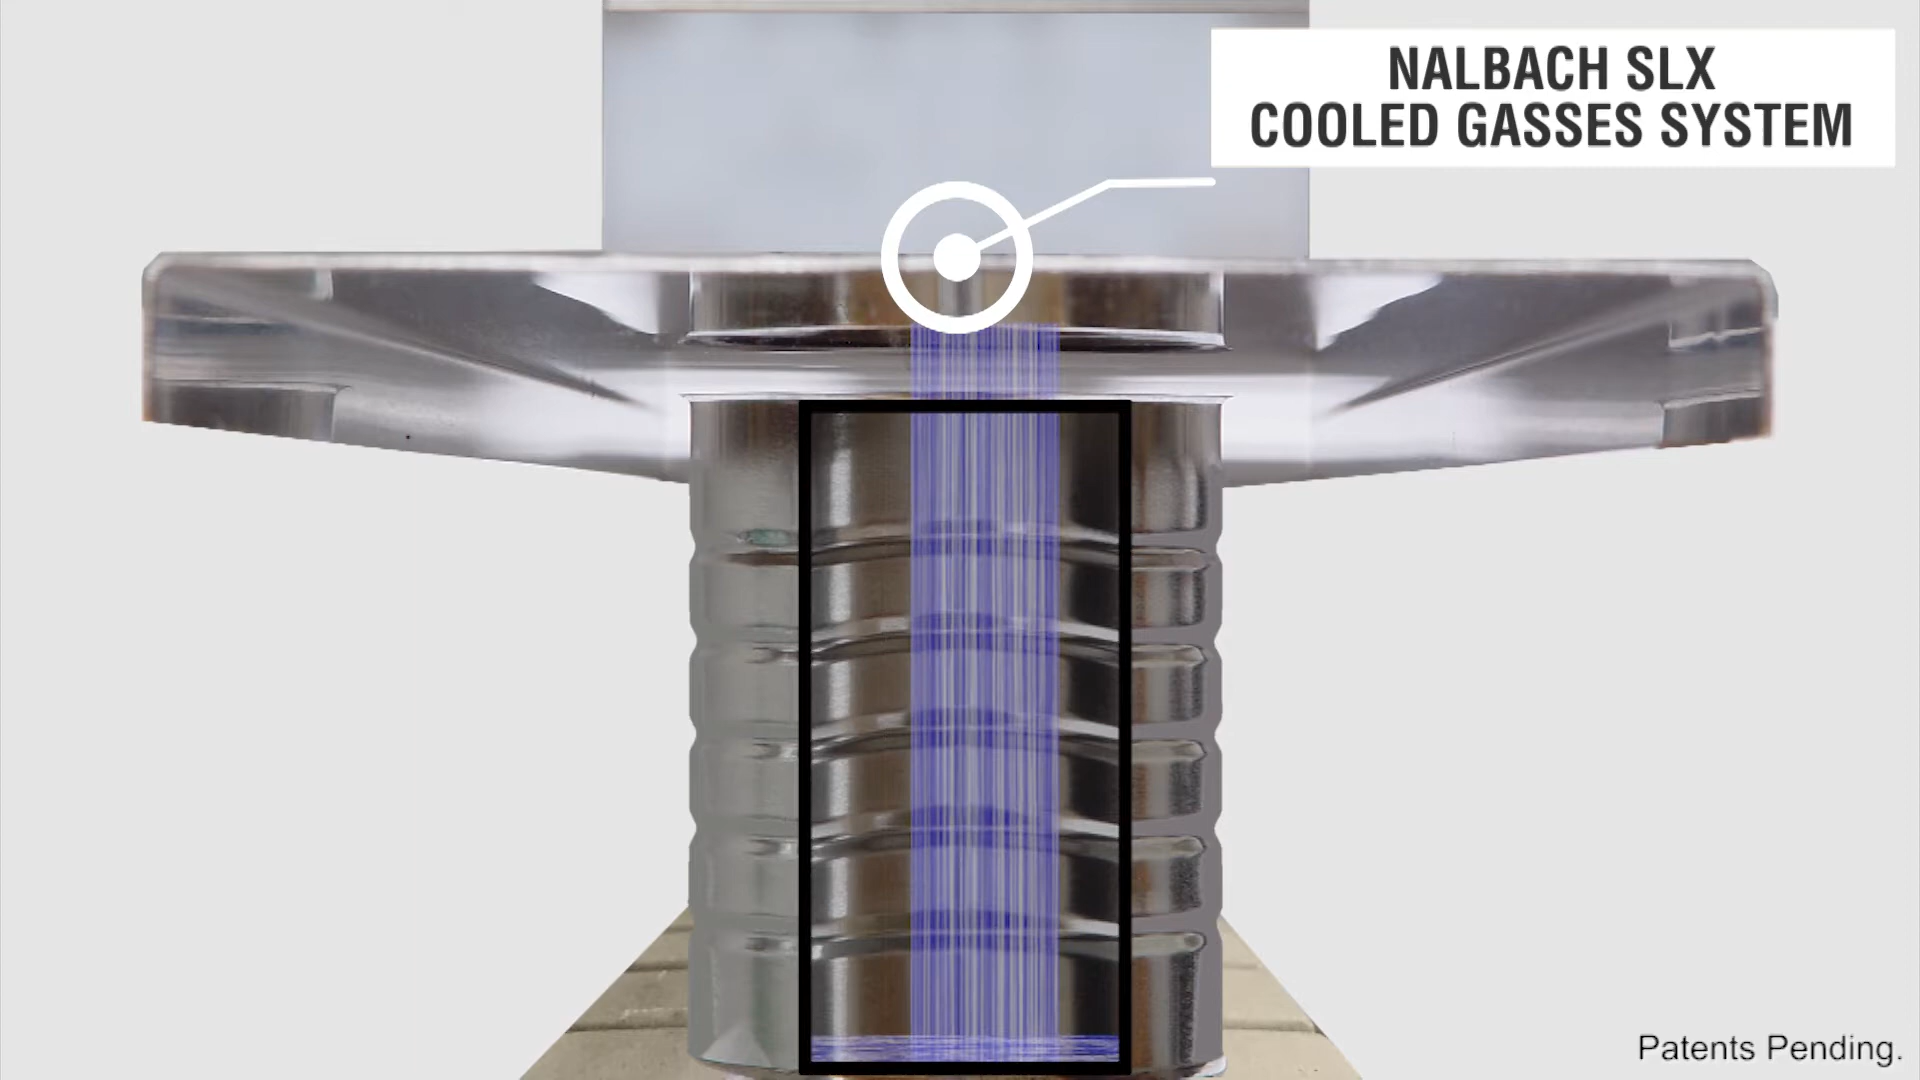 NALBACH SLX
COOLED GASSES SYSTEM
Patents Pending.